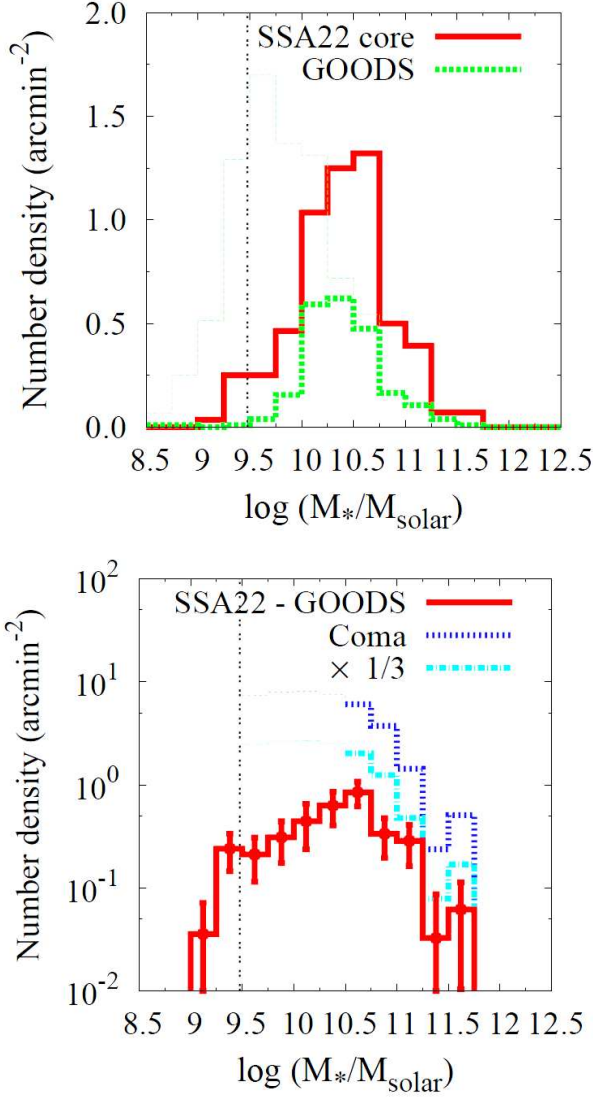 SSA22 core
GOODS
Number density (arcmin⁻²)
2.0
1.5
1.0
0.5
0.0
8.5 9 9.5 10 10.5 11 11.5 12 12.5
log (M*/Msolar)
SSA22 - GOODS
Coma
× 1/3
Number density (arcmin⁻²)
10²
10¹
10⁰
10⁻¹
10⁻²
8.5 9 9.5 10 10.5 11 11.5 12 12.5
log (M*/Msolar)